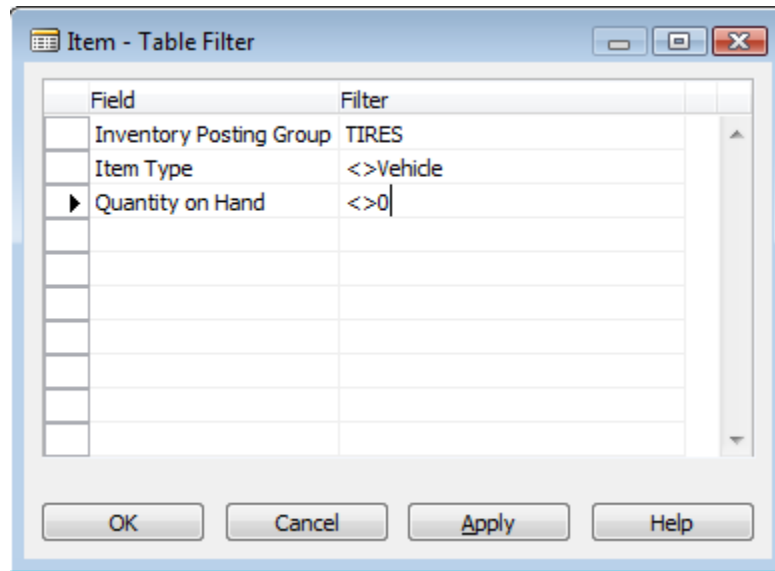 Item - Table Filter
Field Filter
Inventory Posting Group TIRES
Item Type <>Vehicle
Quantity on Hand <>0
OK Cancel Apply Help